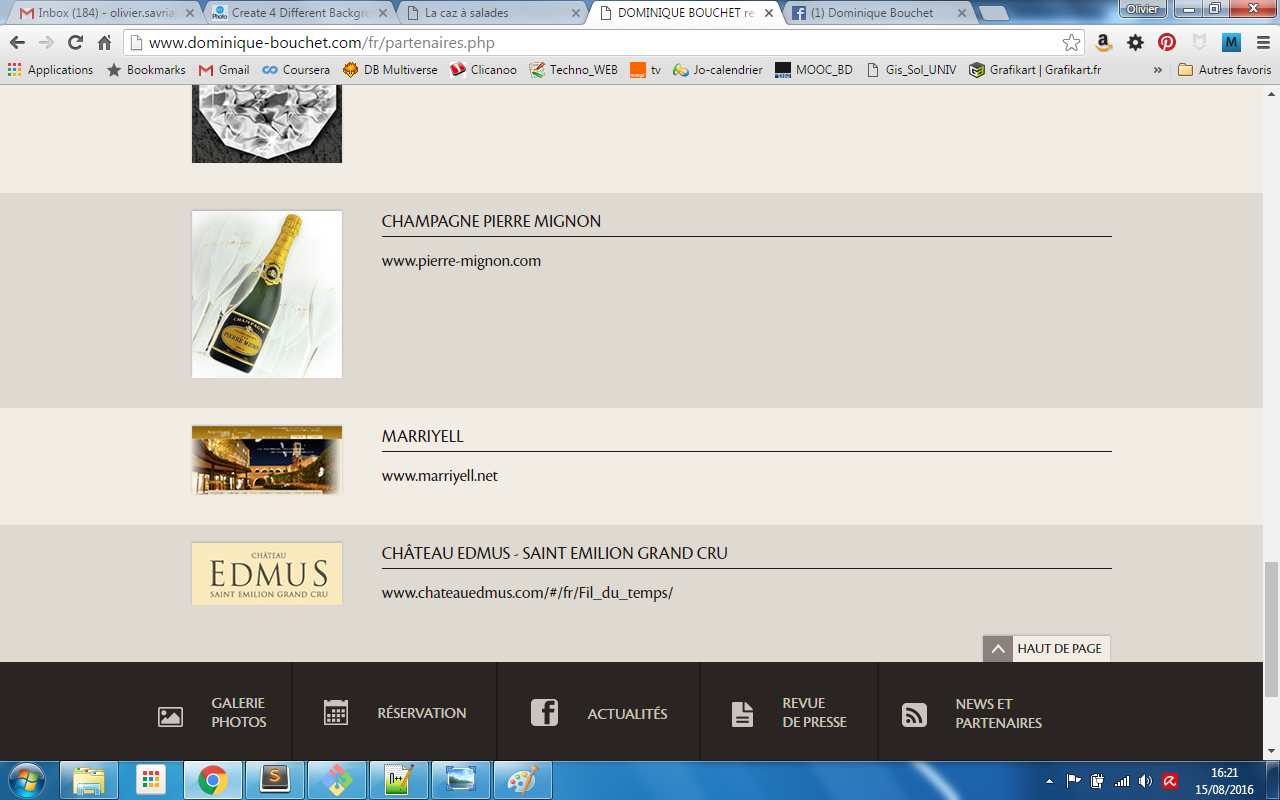 Inbox (184) - olivier.savria
Create 4 Different Backgro
La caz à salades
DOMINIQUE BOUCHET re
(1) Dominique Bouchet
Olivier
www.dominique-bouchet.com/fr/partenaires.php
Applications
Bookmarks
Gmail
Coursera
DB Multiverse
Clicanoo
Techno_WEB
tv
Jo-calendrier
MOOC_BD
Gis_Sol_UNIV
Grafikart | Grafikart.fr
»
Autres favoris
CHAMPAGNE
PIERRE MIGNON
CHAMPAGNE PIERRE MIGNON
www.pierre-mignon.com
MARRIYELL
www.marriyell.net
CHÂTEAU
EDMUS
SAINT EMILION GRAND CRU
CHÂTEAU EDMUS - SAINT EMILION GRAND CRU
www.chateauedmus.com/#/fr/Fil_du_temps/
HAUT DE PAGE
GALERIE
PHOTOS
RÉSERVATION
ACTUALITÉS
REVUE
DE PRESSE
NEWS ET
PARTENAIRES
16:21
15/08/2016